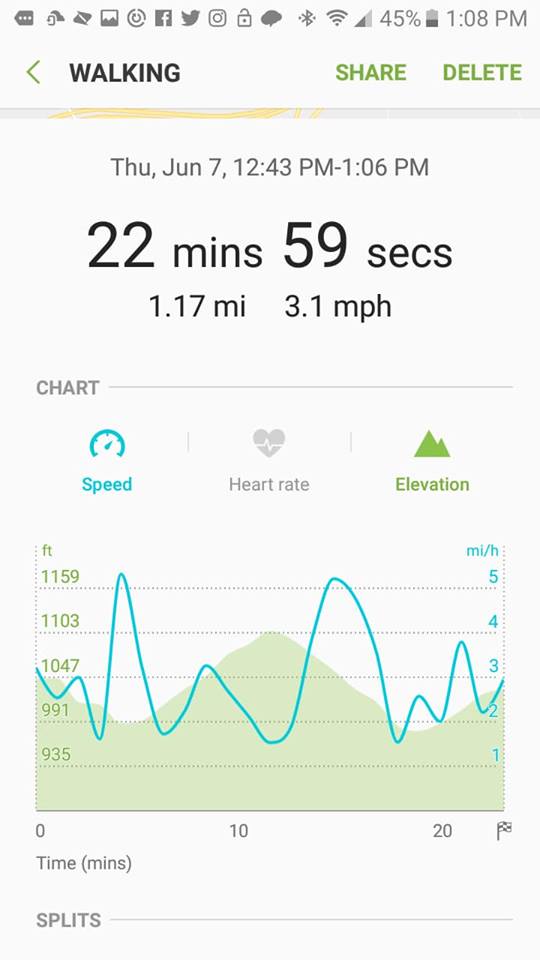 45% 1:08 PM
WALKING SHARE DELETE
Thu, Jun 7, 12:43 PM-1:06 PM
22 mins 59 secs
1.17 mi 3.1 mph
CHART
Speed Heart rate Elevation
ft mi/h
1159 5
1103 4
1047 3
991 2
935 1
0 10 20
Time (mins)
SPLITS